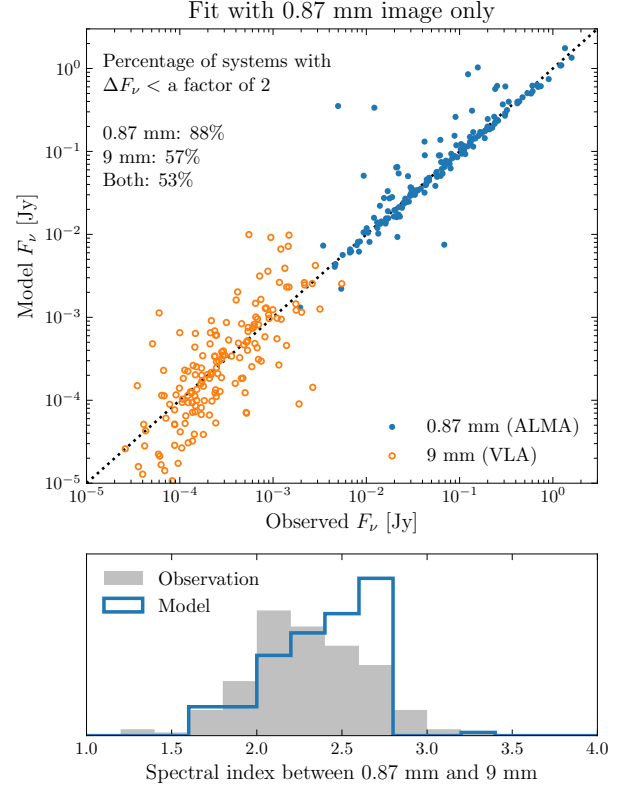 Fit with 0.87 mm image only
Percentage of systems with
ΔFν < a factor of 2
0.87 mm: 88%
9 mm: 57%
Both: 53%
10⁰
10⁻¹
10⁻²
10⁻³
10⁻⁴
10⁻⁵
Model Fν [Jy]
0.87 mm (ALMA)
9 mm (VLA)
10⁻⁵ 10⁻⁴ 10⁻³ 10⁻² 10⁻¹ 10⁰
Observed Fν [Jy]
Observation
Model
1.0 1.5 2.0 2.5 3.0 3.5 4.0
Spectral index between 0.87 mm and 9 mm